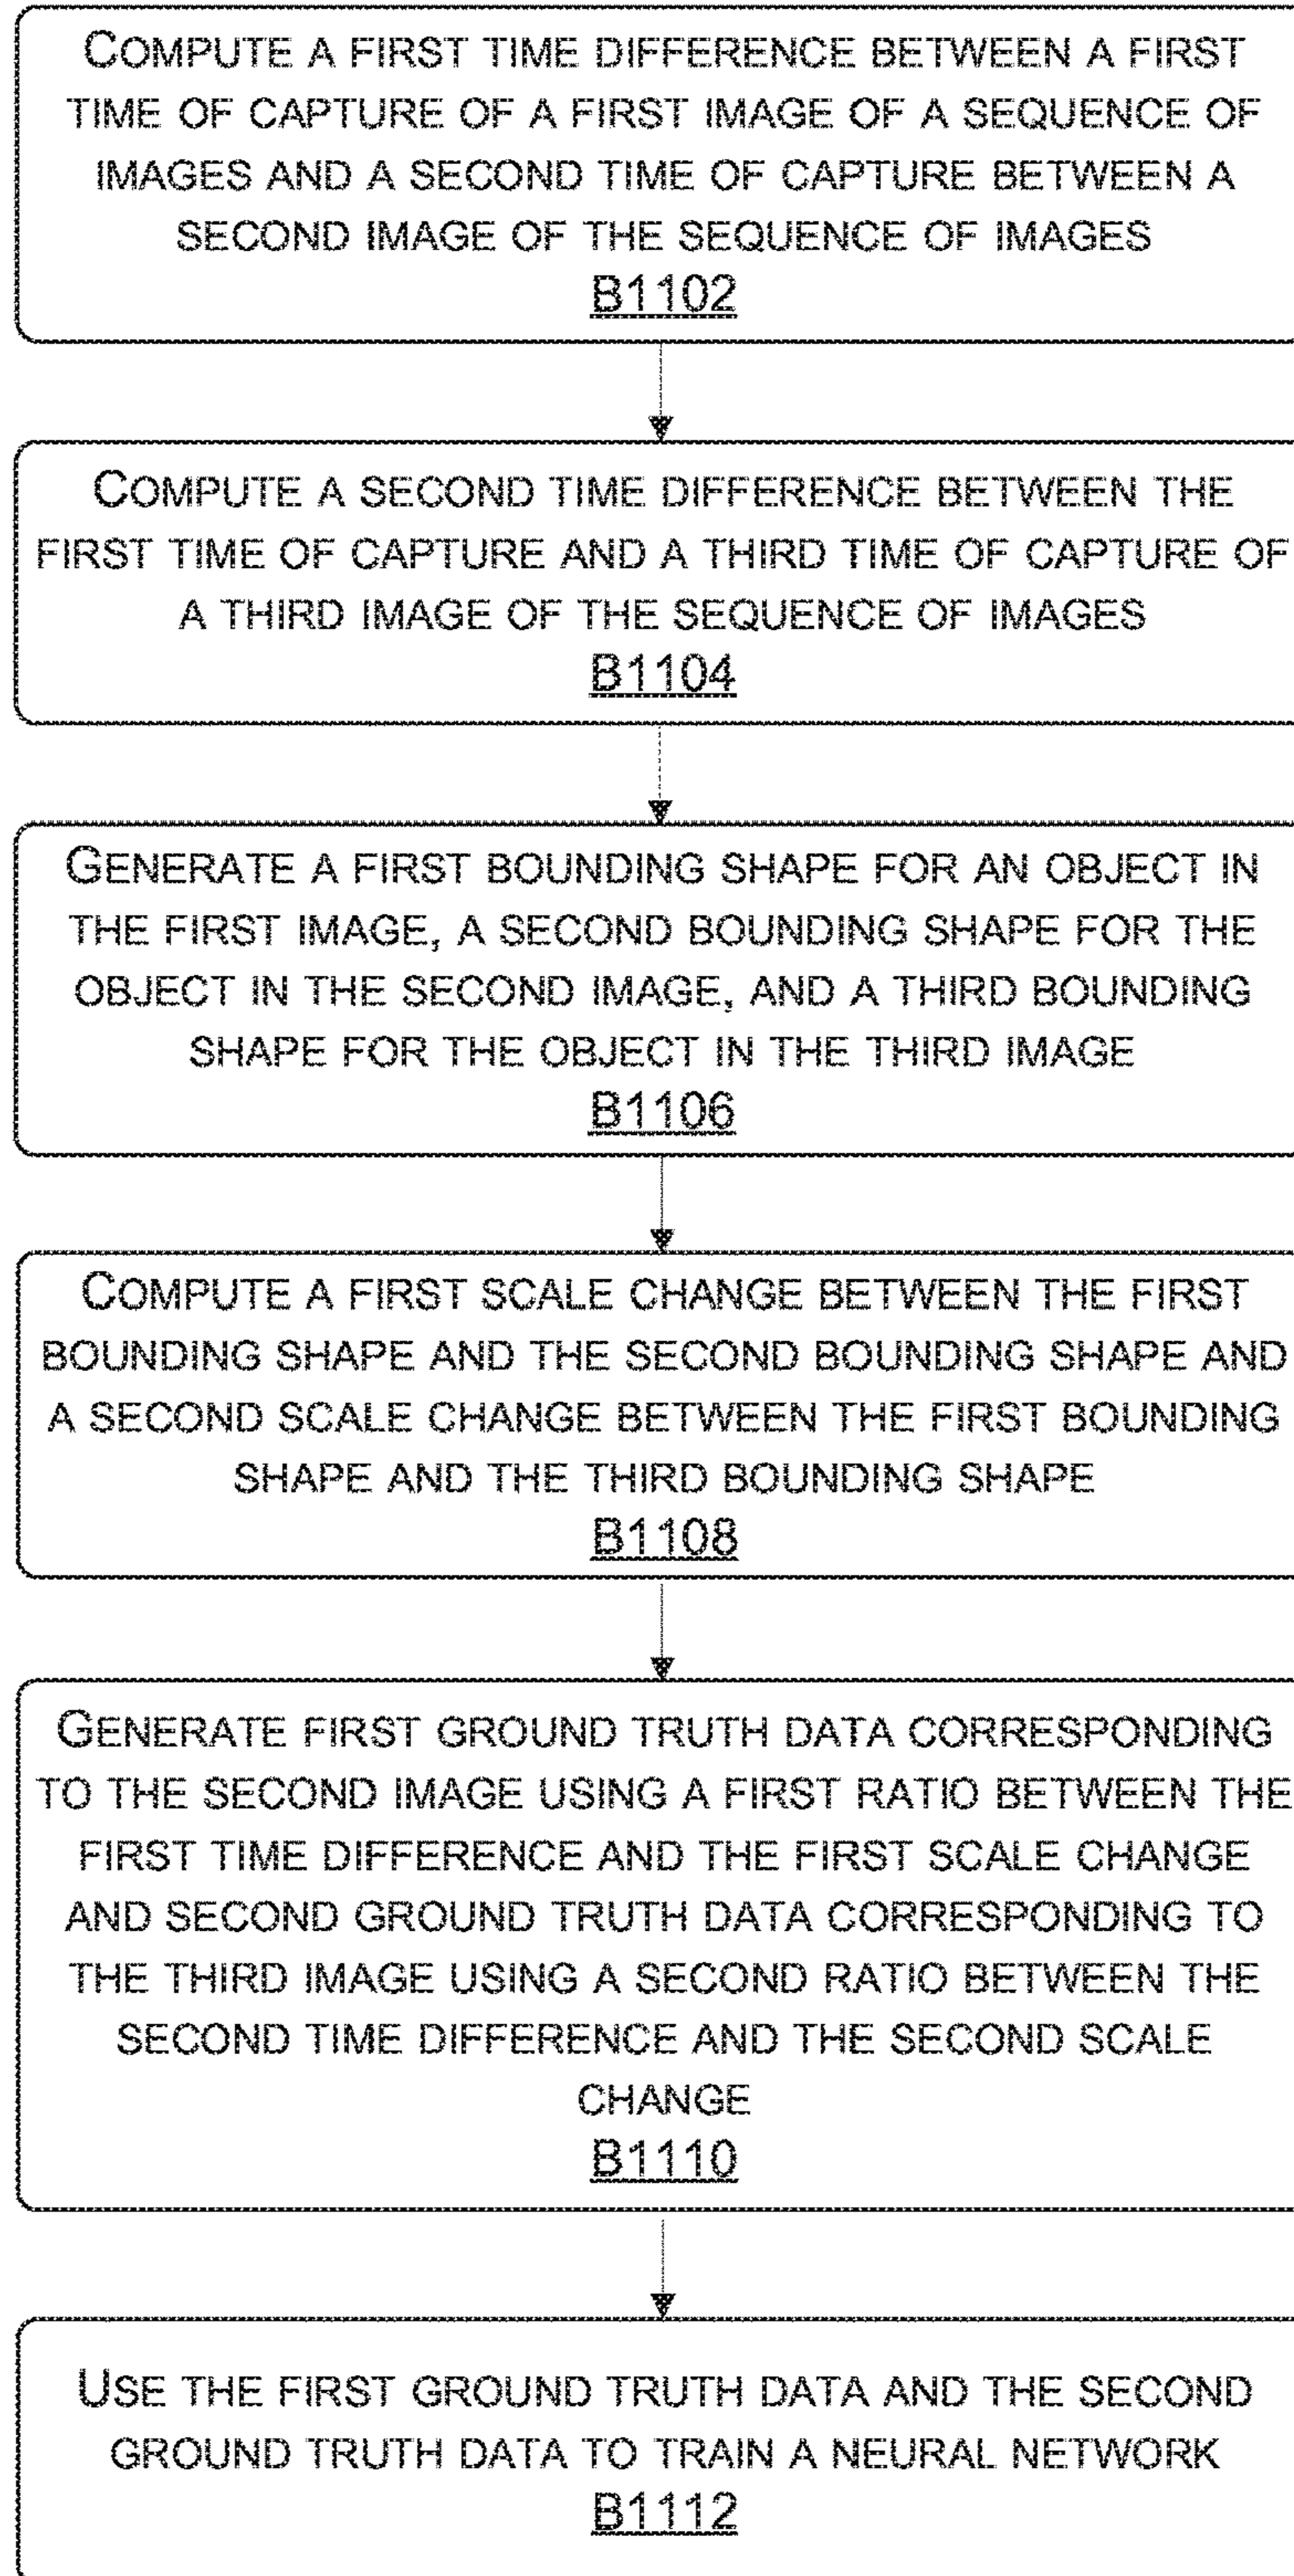 COMPUTE A FIRST TIME DIFFERENCE BETWEEN A FIRST
TIME OF CAPTURE OF A FIRST IMAGE OF A SEQUENCE OF
IMAGES AND A SECOND TIME OF CAPTURE BETWEEN A
SECOND IMAGE OF THE SEQUENCE OF IMAGES
B1102
COMPUTE A SECOND TIME DIFFERENCE BETWEEN THE
FIRST TIME OF CAPTURE AND A THIRD TIME OF CAPTURE OF
A THIRD IMAGE OF THE SEQUENCE OF IMAGES
B1104
GENERATE A FIRST BOUNDING SHAPE FOR AN OBJECT IN
THE FIRST IMAGE, A SECOND BOUNDING SHAPE FOR THE
OBJECT IN THE SECOND IMAGE, AND A THIRD BOUNDING
SHAPE FOR THE OBJECT IN THE THIRD IMAGE
B1106
COMPUTE A FIRST SCALE CHANGE BETWEEN THE FIRST
BOUNDING SHAPE AND THE SECOND BOUNDING SHAPE AND
A SECOND SCALE CHANGE BETWEEN THE FIRST BOUNDING
SHAPE AND THE THIRD BOUNDING SHAPE
B1108
GENERATE FIRST GROUND TRUTH DATA CORRESPONDING
TO THE SECOND IMAGE USING A FIRST RATIO BETWEEN THE
FIRST TIME DIFFERENCE AND THE FIRST SCALE CHANGE
AND SECOND GROUND TRUTH DATA CORRESPONDING TO
THE THIRD IMAGE USING A SECOND RATIO BETWEEN THE
SECOND TIME DIFFERENCE AND THE SECOND SCALE
CHANGE
B1110
USE THE FIRST GROUND TRUTH DATA AND THE SECOND
GROUND TRUTH DATA TO TRAIN A NEURAL NETWORK
B1112